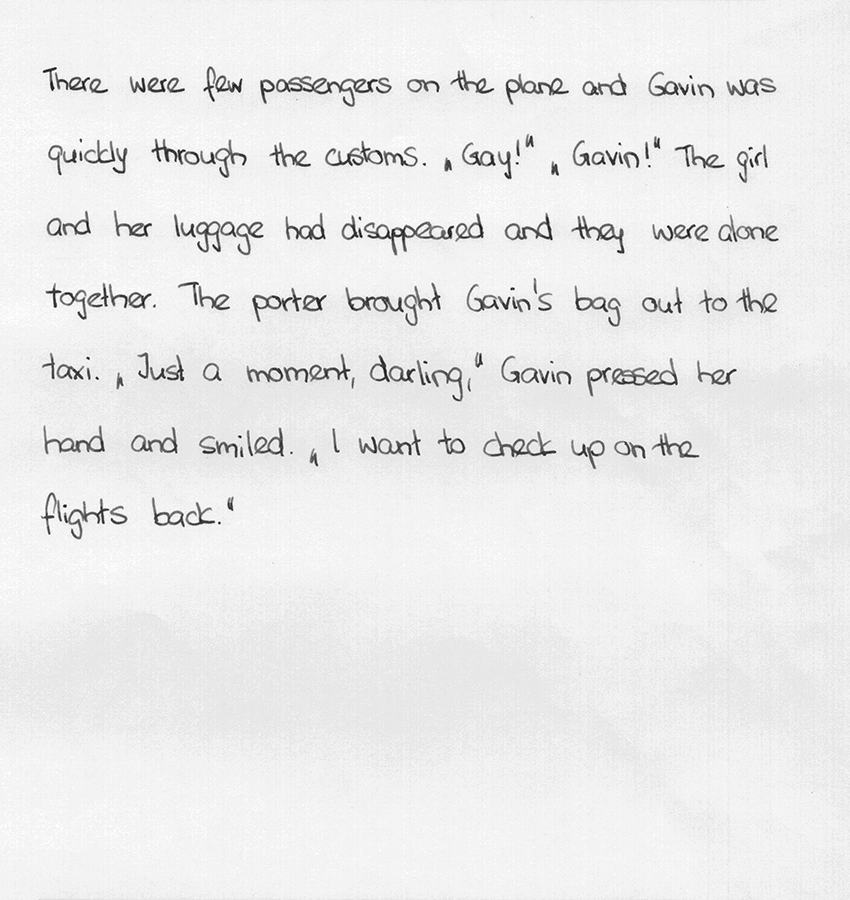 There were few passengers on the plane and Gavin was
quickly through the customs. „Gay!“ „Gavin!“ The girl
and her luggage had disappeared and they were alone
together. The porter brought Gavin's bag out to the
taxi. „Just a moment, darling,“ Gavin pressed her
hand and smiled. „I want to check up on the
flights back.“